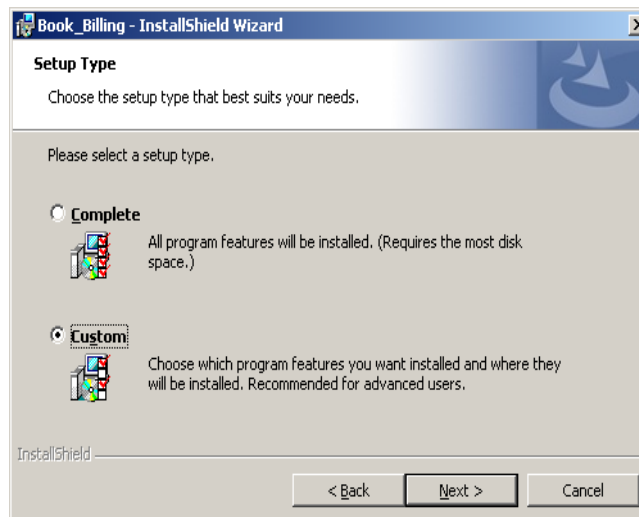 Book_Billing - InstallShield Wizard
Setup Type
Choose the setup type that best suits your needs.
Please select a setup type.
Complete
All program features will be installed. (Requires the most disk
space.)
Custom
Choose which program features you want installed and where they
will be installed. Recommended for advanced users.
InstallShield
< Back
Next >
Cancel